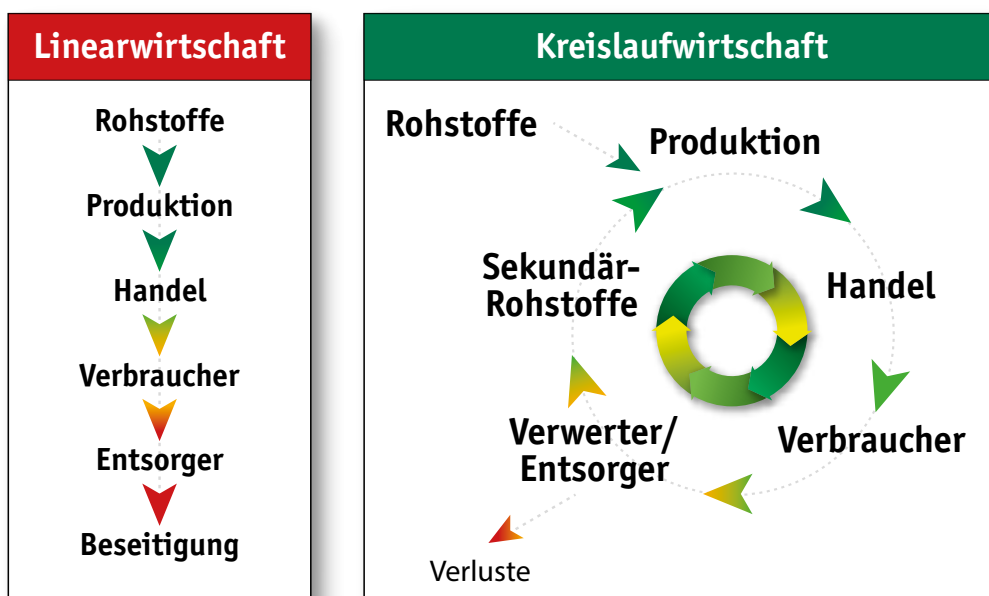 Linearwirtschaft
Rohstoffe
Produktion
Handel
Verbraucher
Entsorger
Beseitigung
Kreislaufwirtschaft
Rohstoffe
Produktion
Handel
Verbraucher
Verwerter/
Entsorger
Verluste
Sekundär-
Rohstoffe